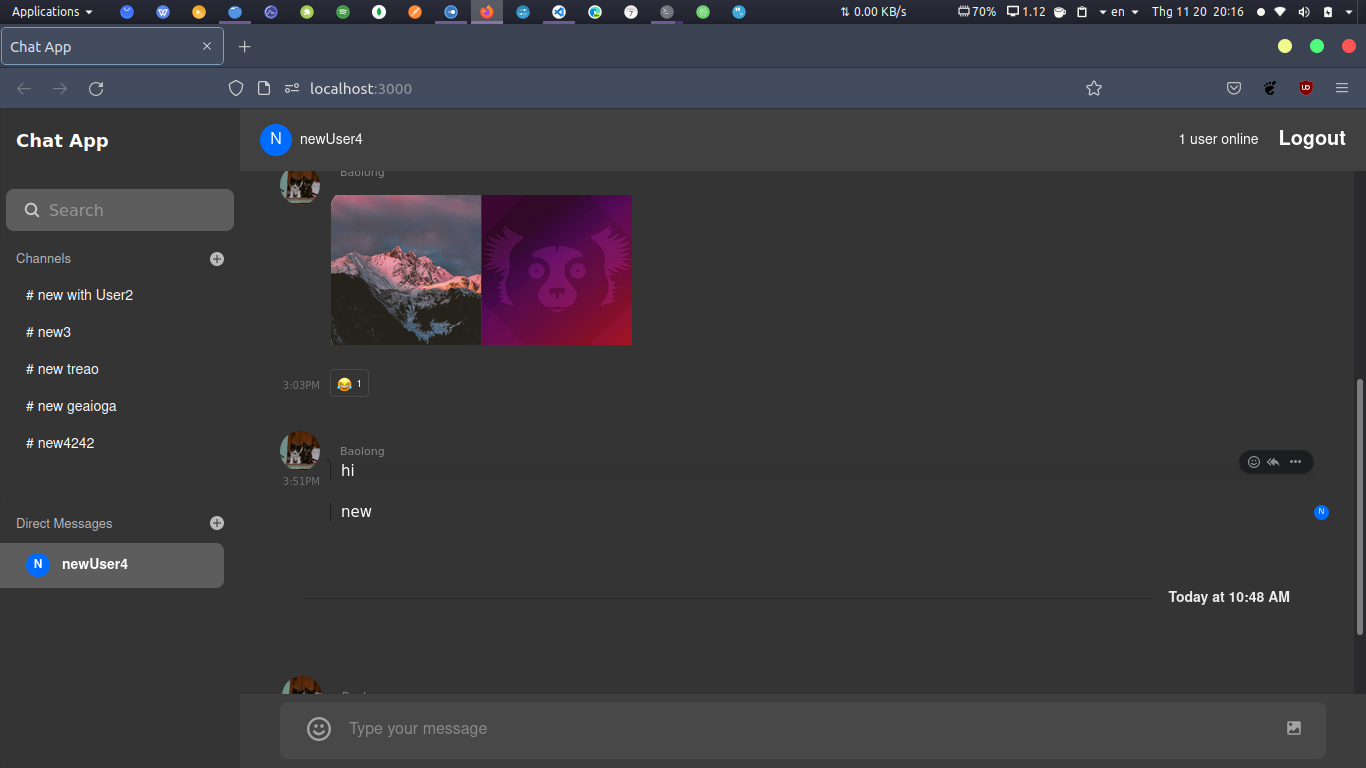 Applications
0.00 KB/s
70%
1.12
en
Thg 11 20 20:16
Chat App
localhost:3000
Chat App
Search
Channels
# new with User2
# new3
# new treao
# new geaioga
# new4242
Direct Messages
N newUser4
N newUser4
1 user online
Logout
Baolong
3:03PM
😂 1
Baolong
hi
3:51PM
new
N
Today at 10:48 AM
Type your message